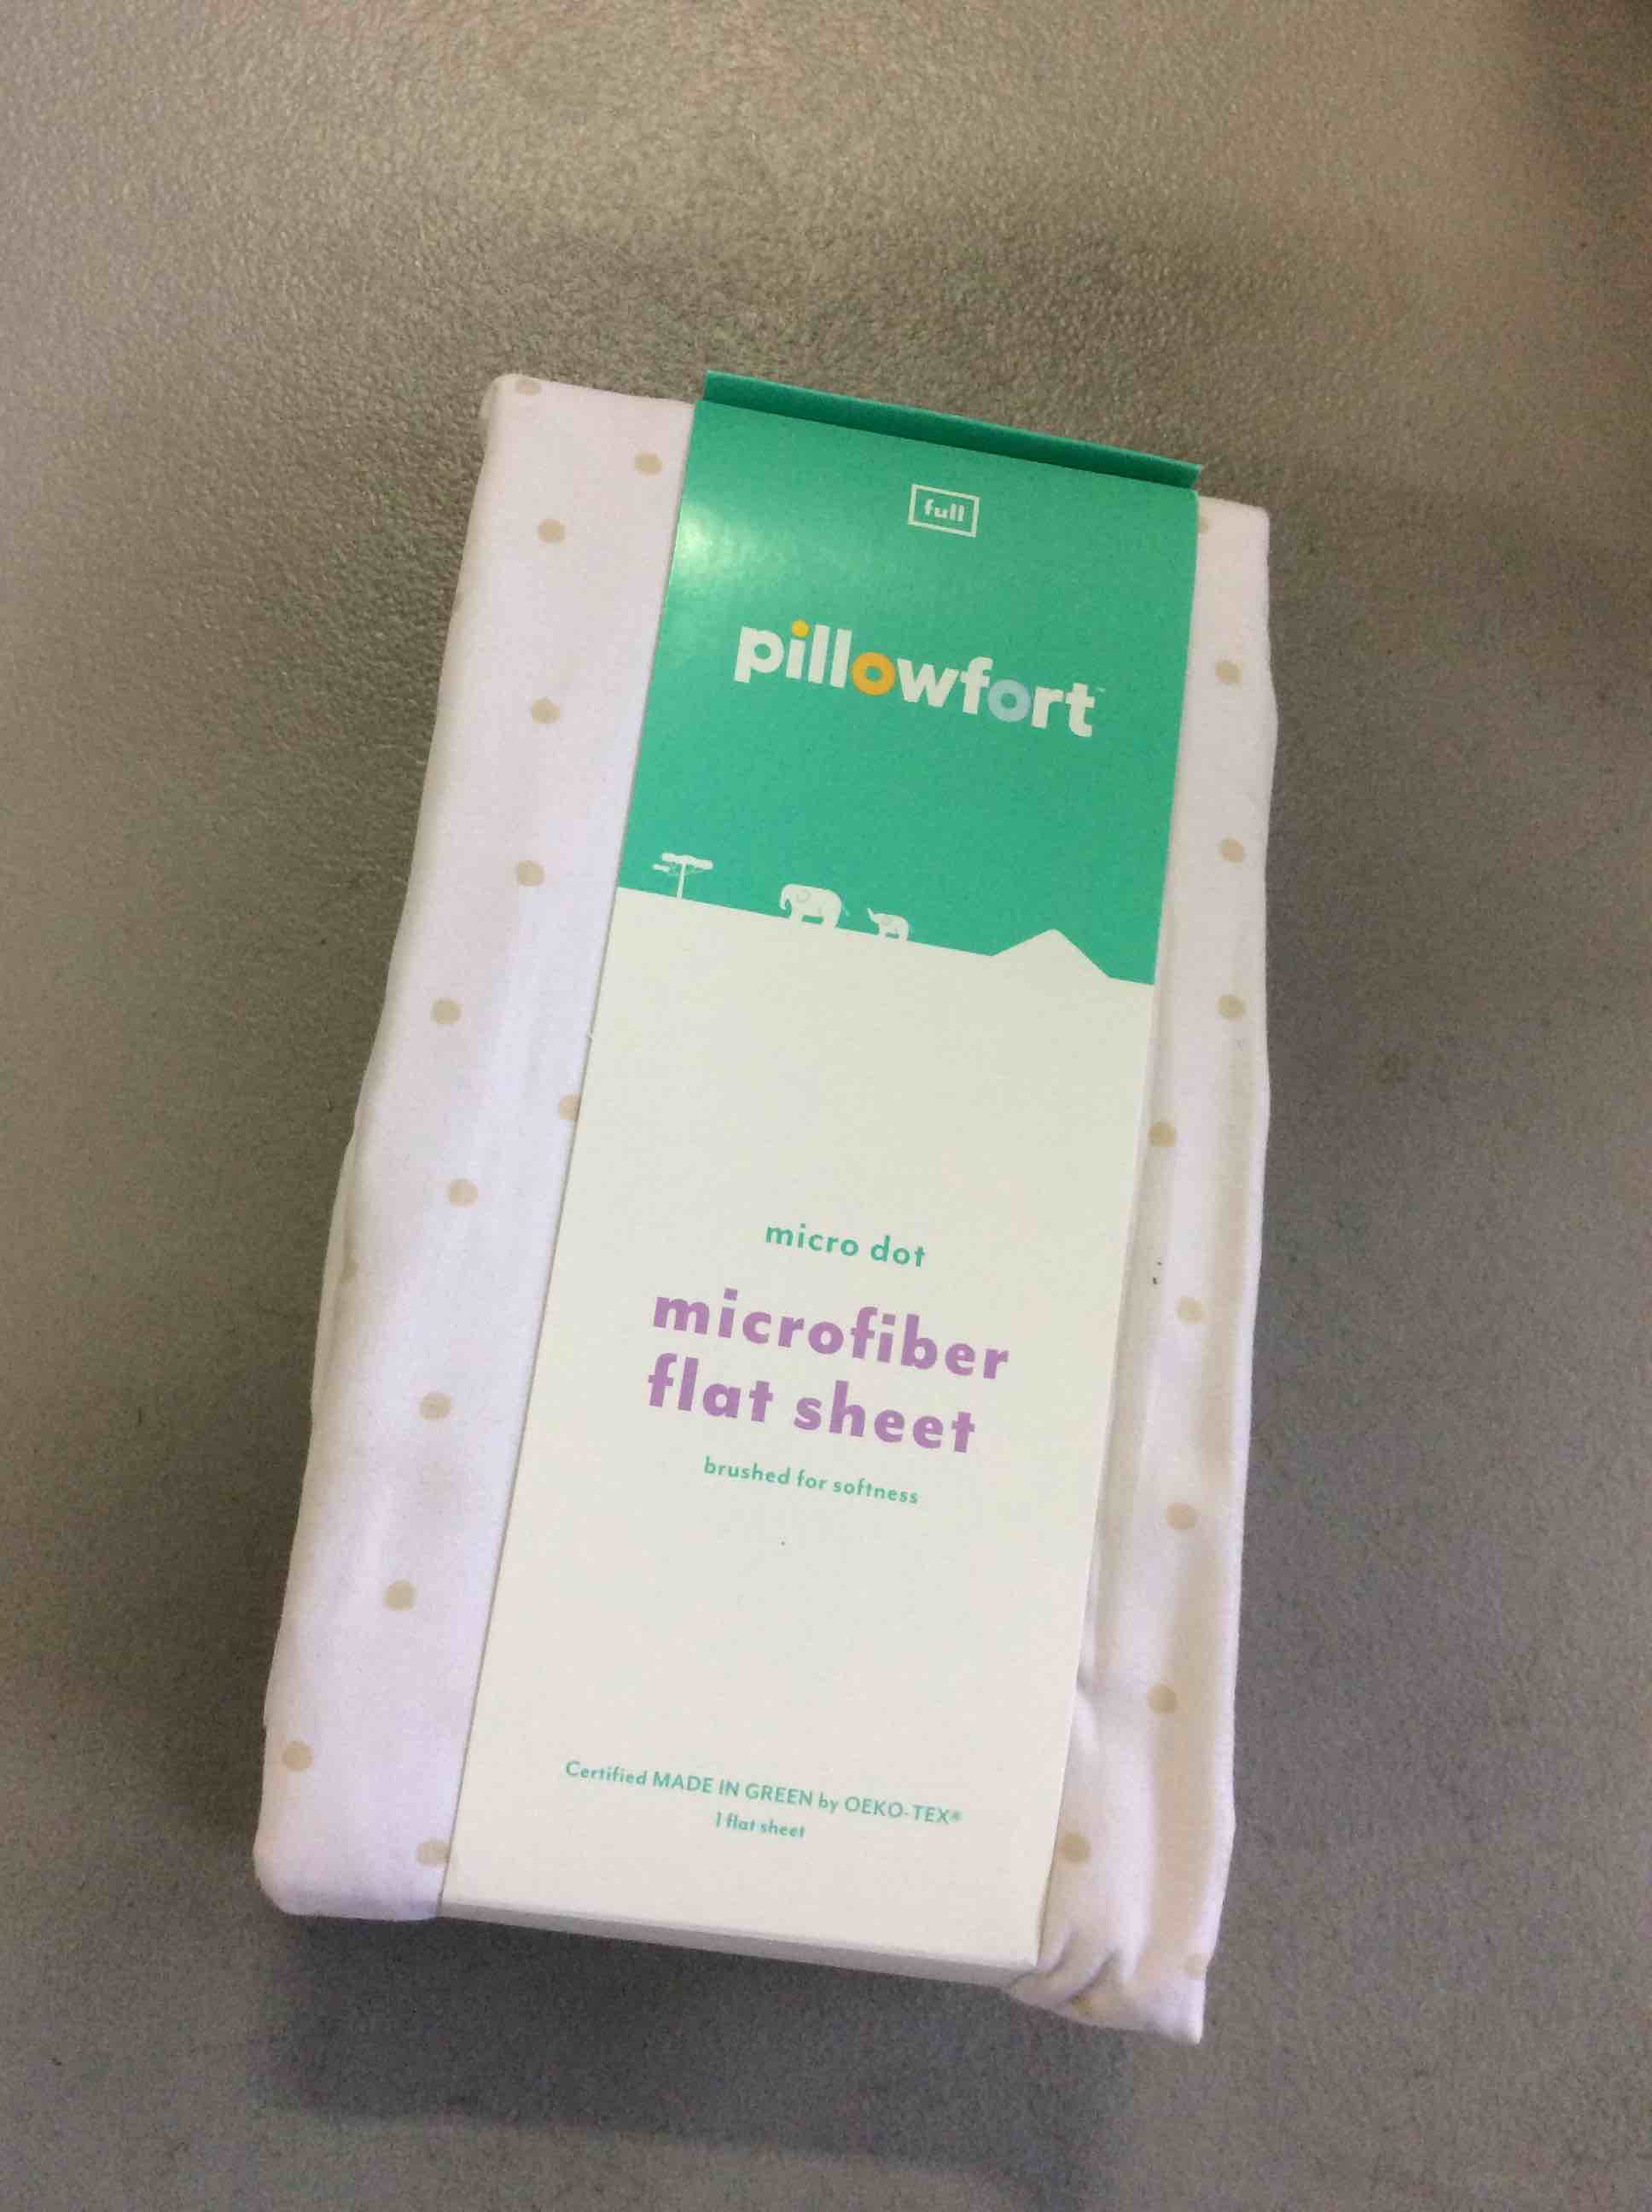 full
pillowfort™
micro dot
microfiber
flat sheet
brushed for softness
Certified MADE IN GREEN by OEKO-TEX®
1 flat sheet